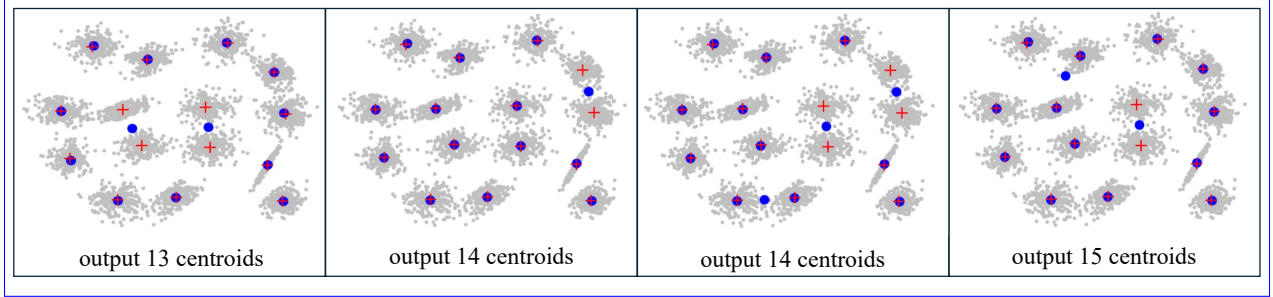 output 13 centroids
output 14 centroids
output 14 centroids
output 15 centroids